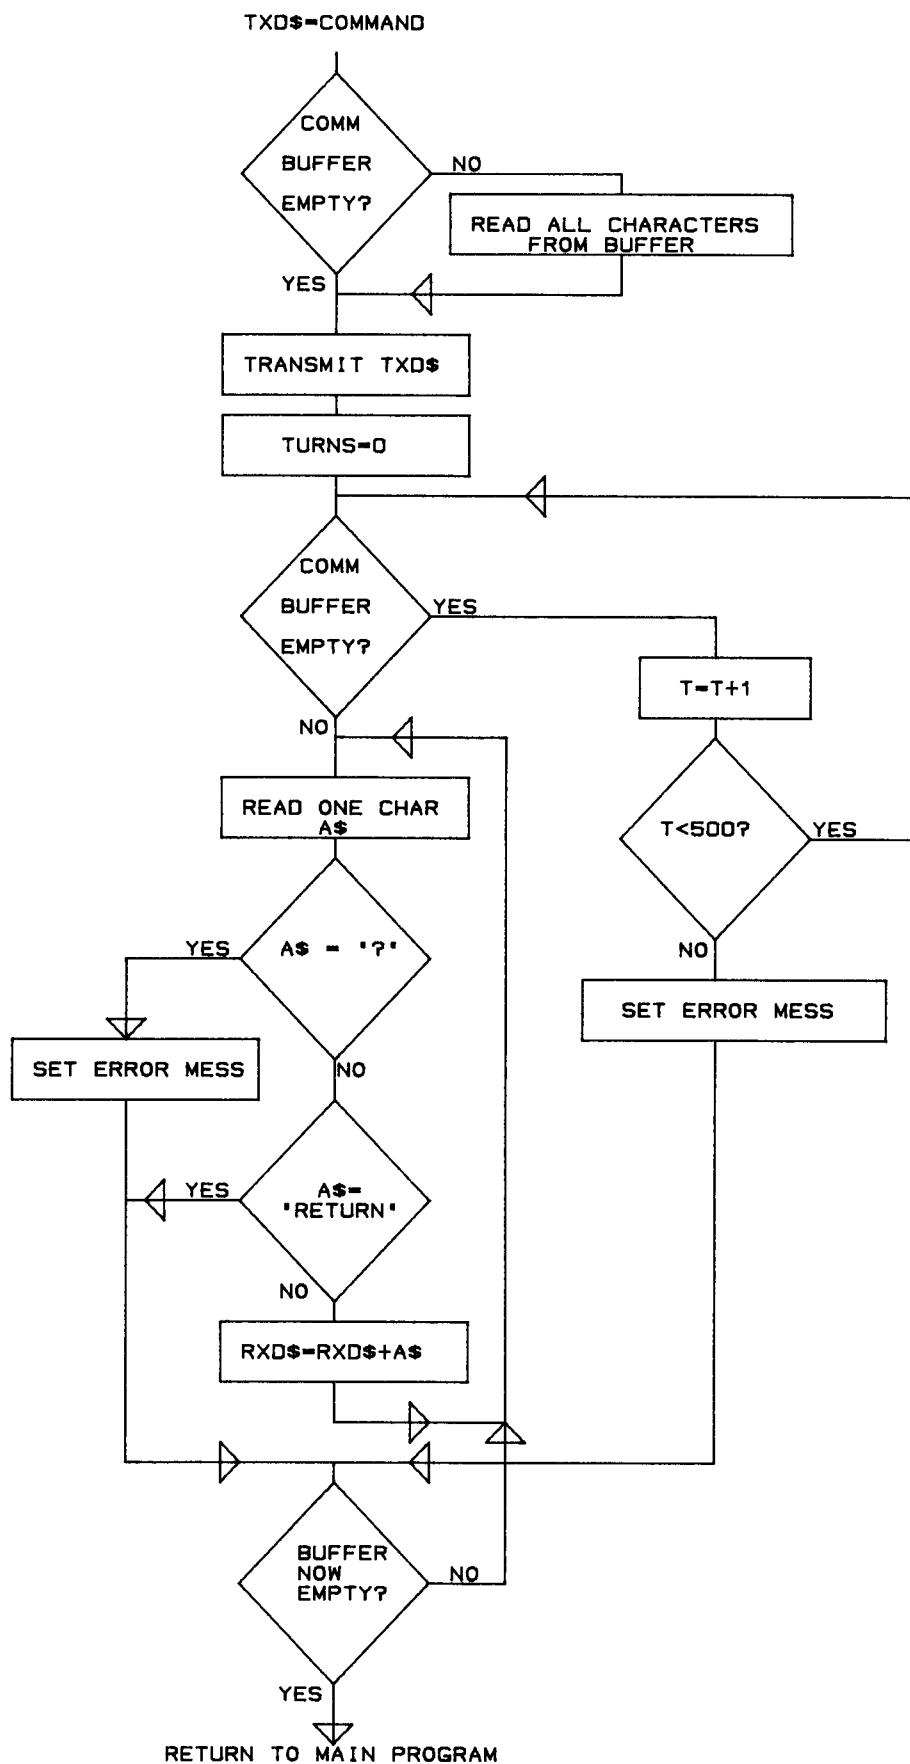 TXD$=COMMAND
COMM
BUFFER
EMPTY?
NO
READ ALL CHARACTERS
FROM BUFFER
YES
TRANSMIT TXD$
TURNS=0
COMM
BUFFER
EMPTY?
YES
T=T+1
NO
READ ONE CHAR
A$
T<500?
YES
YES
A$ = "?"
NO
SET ERROR MESS
SET ERROR MESS
NO
YES
A$=
"RETURN"
NO
RXD$=RXD$+A$
BUFFER
NOW
EMPTY?
NO
YES
RETURN TO MAIN PROGRAM